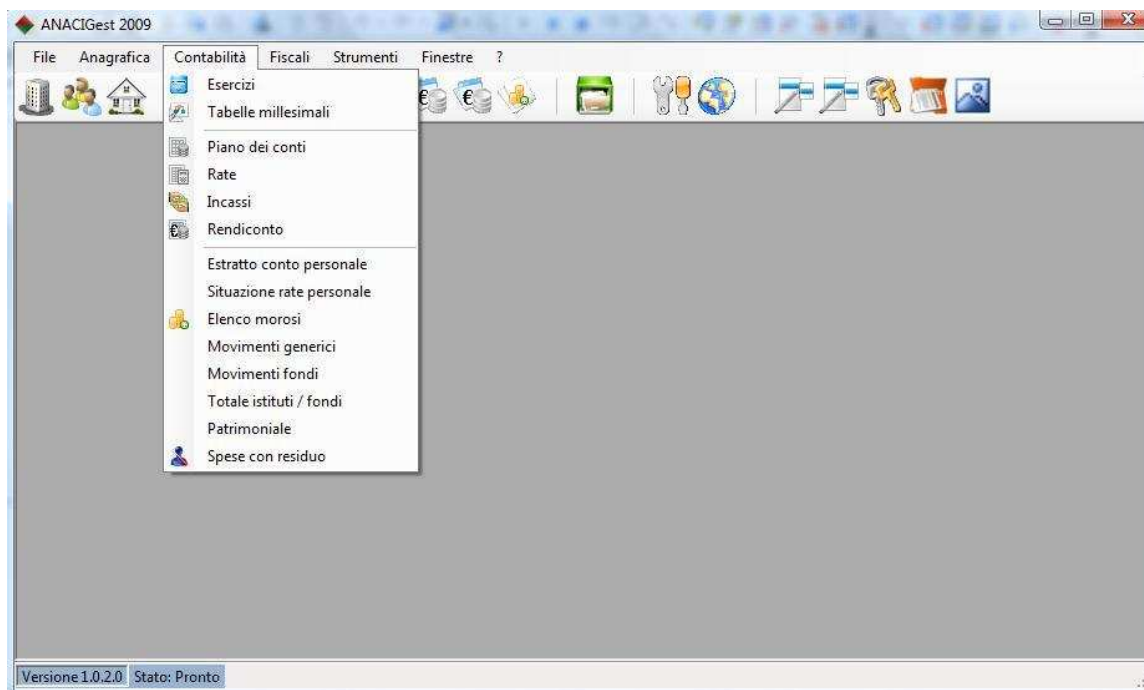 ANACIGest 2009
File Anagrafica Contabilità Fiscali Strumenti Finestre ?
Esercizi
Tabelle millesimali
Piano dei conti
Rate
Incassi
Rendiconto
Estratto conto personale
Situazione rate personale
Elenco morosi
Movimenti generici
Movimenti fondi
Totale istituti / fondi
Patrimoniale
Spese con residuo
Versione 1.0.2.0 Stato: Pronto